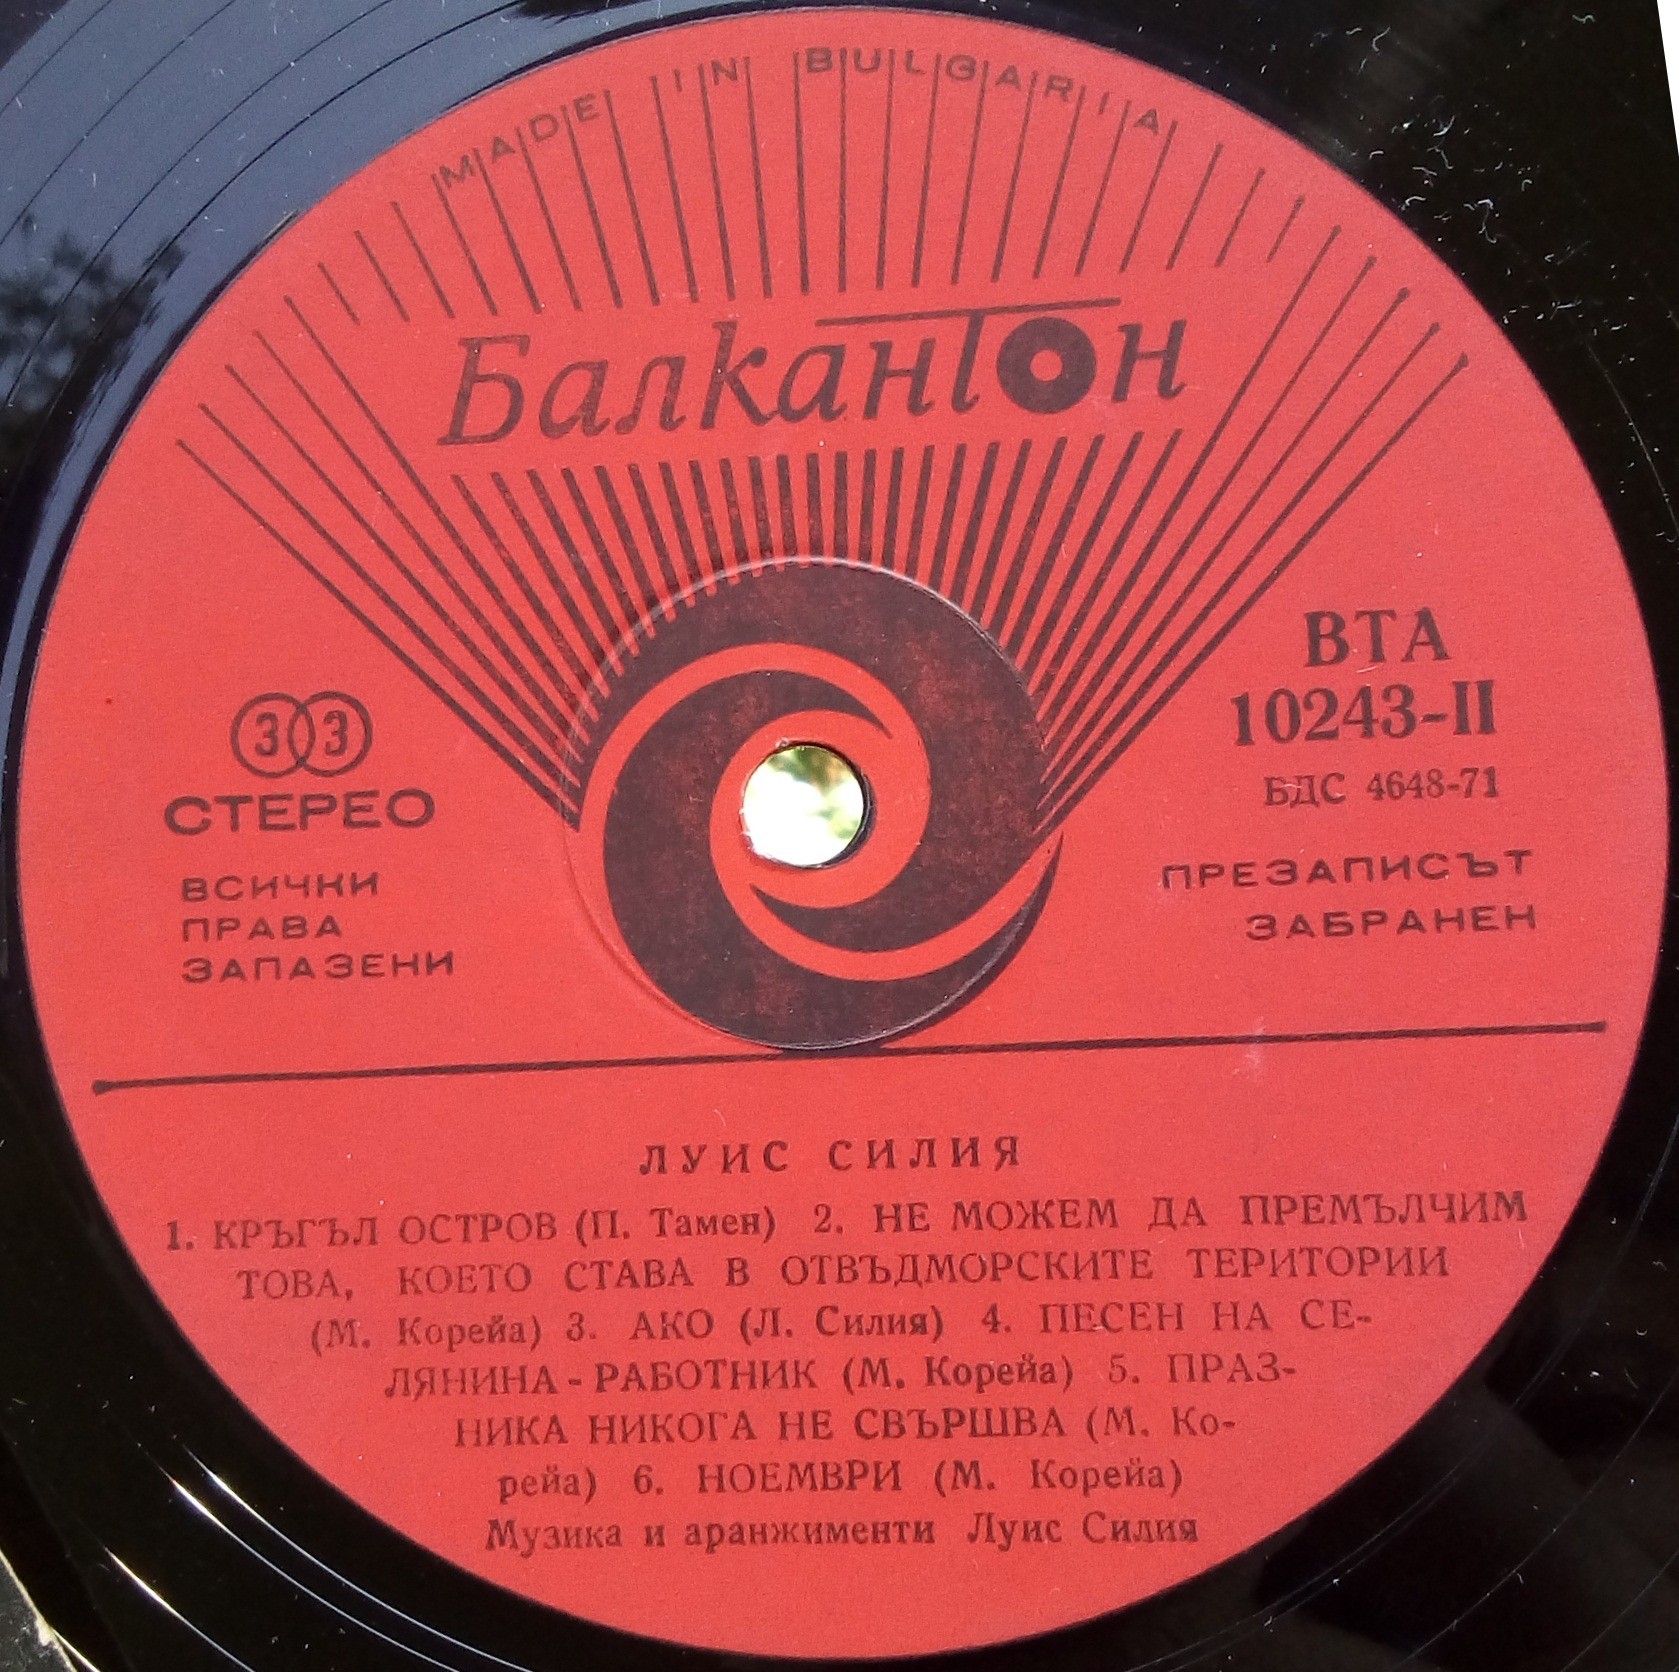 MADE IN BULGARIA
Балкантон
33
СТЕРЕО
ВСИЧКИ
ПРАВА
ЗАПАЗЕНИ
ВТА
10243-II
БДС 4648-71
ПРЕЗАПИСЪТ
ЗАБРАНЕН
ЛУИС СИЛИЯ
1. КРЪГЪЛ ОСТРОВ (П. Тамен) 2. НЕ МОЖЕМ ДА ПРЕМЪЛЧИМ
ТОВА, КОЕТО СТАВА В ОТВЪДМОРСКИТЕ ТЕРИТОРИИ
(М. Корейа) 3. АКО (Л. Силия) 4. ПЕСЕН НА СЕ-
ЛЯНИНА-РАБОТНИК (М. Корейа) 5. ПРАЗ-
НИКА НИКОГА НЕ СВЪРШВА (М. Ко-
рейа) 6. НОЕМВРИ (М. Корейа)
Музика и аранжименти Луис Силия